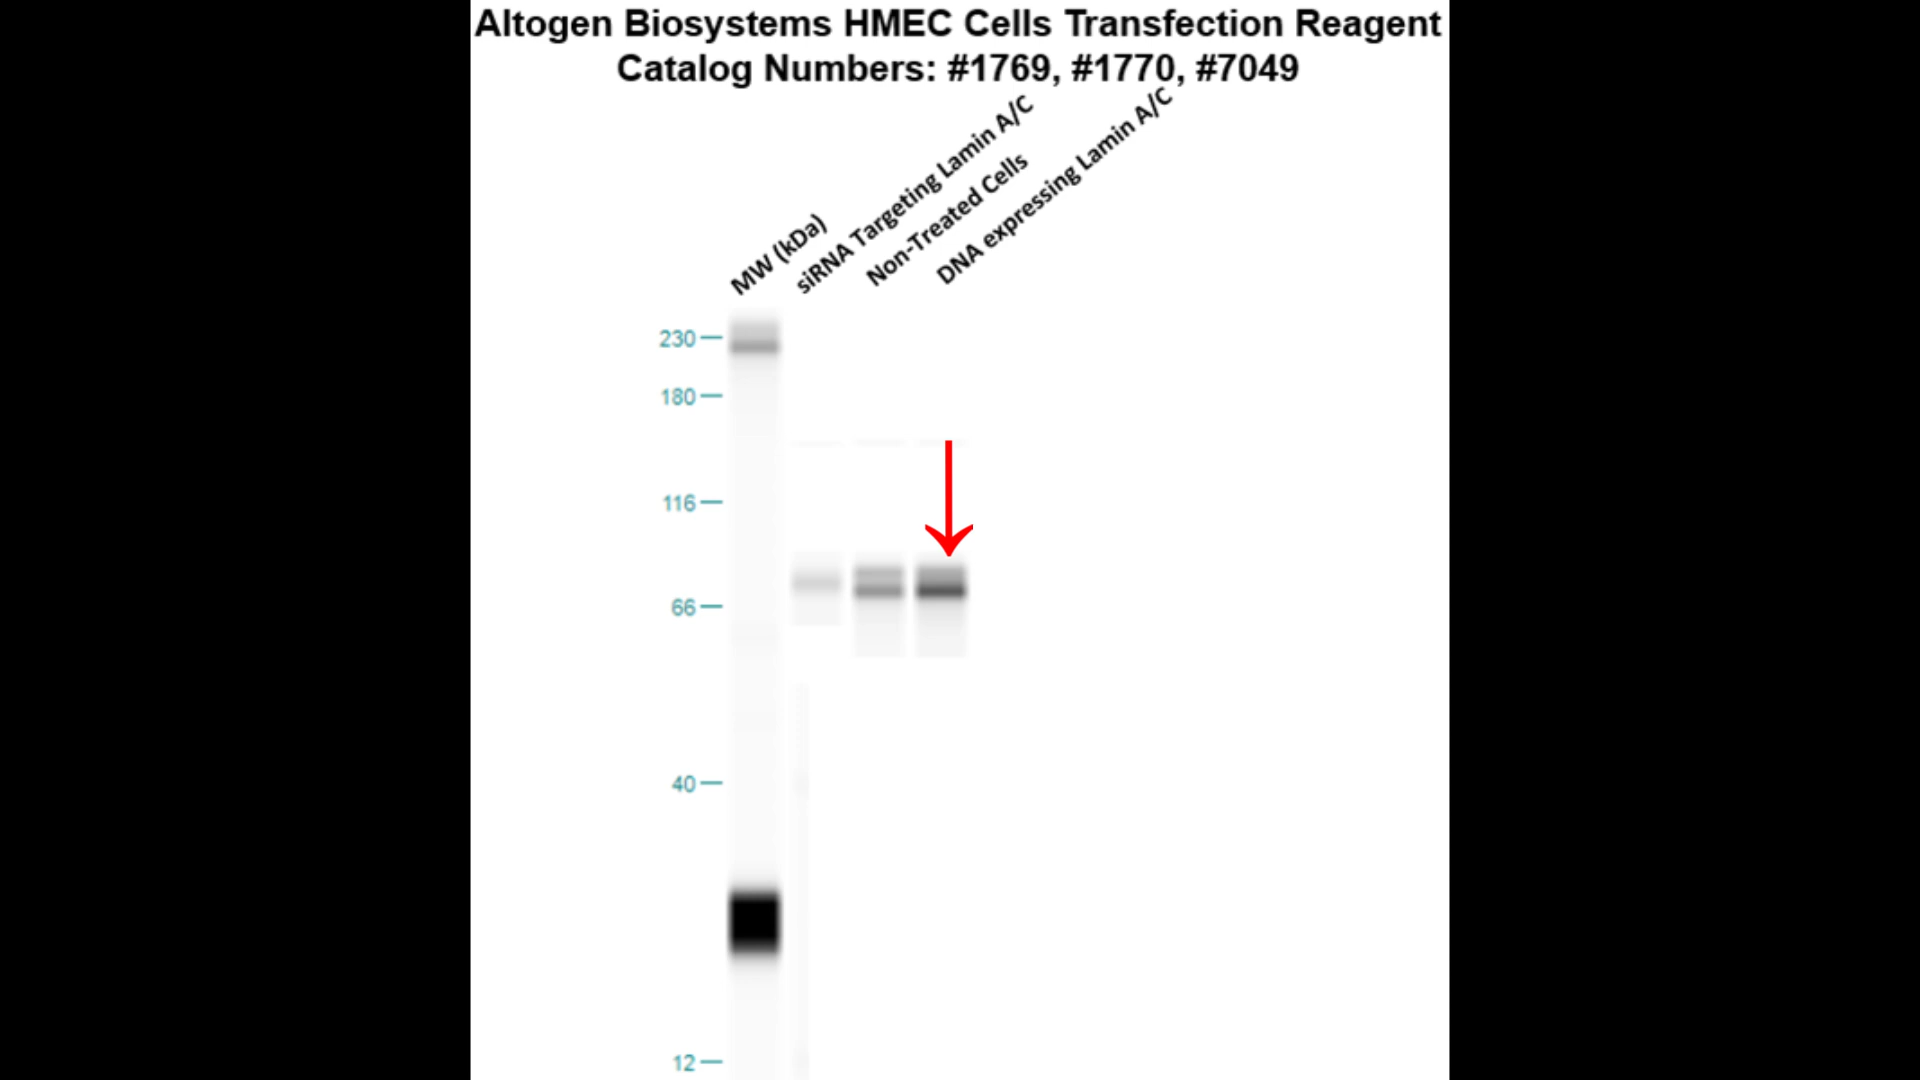 Altogen Biosystems HMEC Cells Transfection Reagent
Catalog Numbers: #1769, #1770, #7049
MW (kDa)
siRNA Targeting Lamin A/C
Non-Treated Cells
DNA expressing Lamin A/C
230
180
116
66
40
12